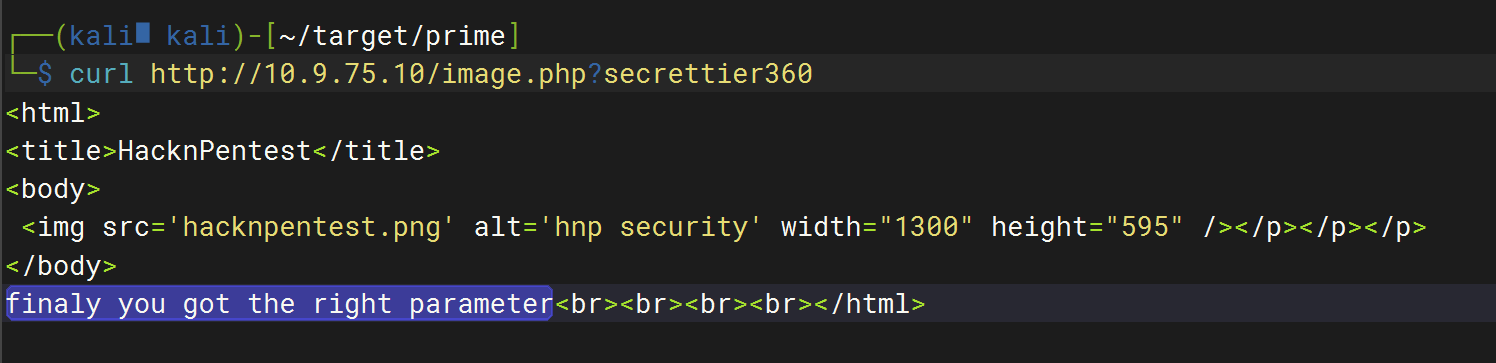 ┌──(kali▉ kali)-[~/target/prime]
└─$ curl http://10.9.75.10/image.php?secrettier360
<html>
<title>HacknPentest</title>
<body>
 <img src='hacknpentest.png' alt='hnp security' width="1300" height="595" /></p></p></p>
</body>
finaly you got the right parameter<br><br><br><br></html>